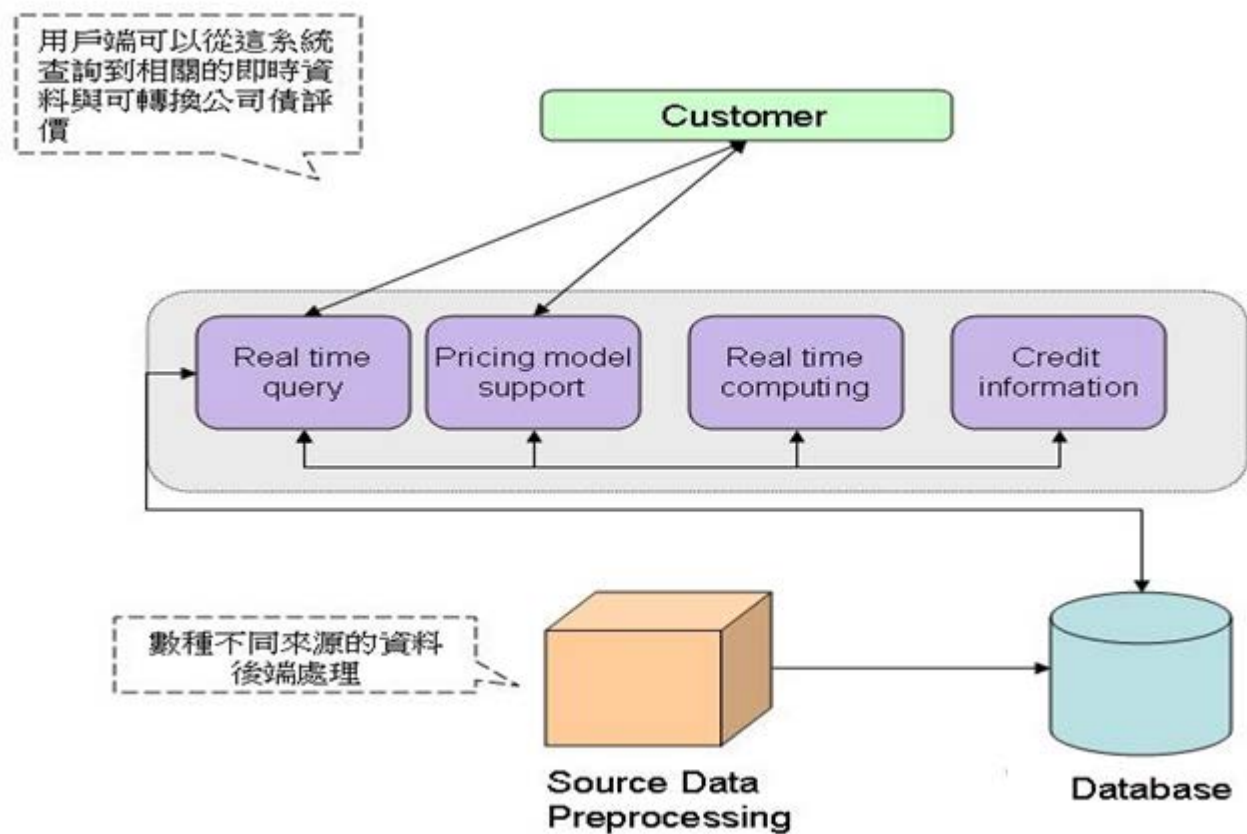 用戶端可以從這系統
查詢到相關的即時資
料與可轉換公司債評
價
Customer
Real time
query
Pricing model
support
Real time
computing
Credit
information
數種不同來源的資料
後端處理
Source Data
Preprocessing
Database